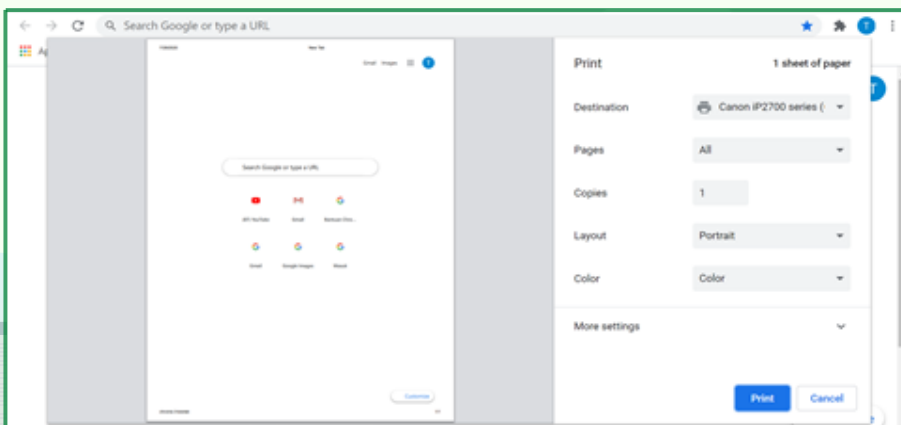 Search Google or type a URL
T
Ap
New Tab
Gmail Images
Print
1 sheet of paper
T
Destination
Canon iP2700 series (
Search Google or type a URL
Pages
All
Copies
1
Gmail
Gmail
Google Images
Layout
Portrait
Color
Color
More settings
Customize
Print
Cancel